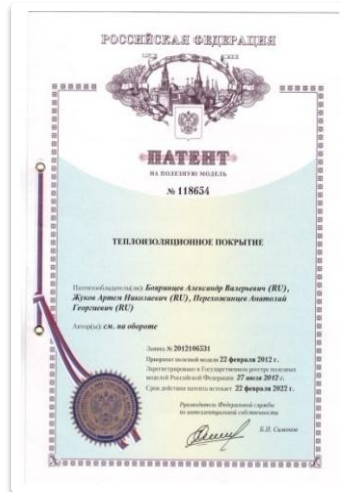 РОССИЙСКАЯ ФЕДЕРАЦИЯ
ПАТЕНТ
НА ПОЛЕЗНУЮ МОДЕЛЬ
№ 118654
ТЕПЛОИЗОЛЯЦИОННОЕ ПОКРЫТИЕ
Патентообладатель(ли): Бояринцев Александр Валерьевич (RU),
Жуков Артем Николаевич (RU), Перехожанцев Анатолий
Георгиевич (RU)
Автор(ы): см. на обороте
Заявка № 2012106531
Приоритет полезной модели 22 февраля 2012 г.
Зарегистрировано в Государственном реестре полезных
моделей Российской Федерации 27 июля 2012 г.
Срок действия патента истекает 22 февраля 2022 г.
Руководитель Федеральной службы
по интеллектуальной собственности
Б.П. Симонов